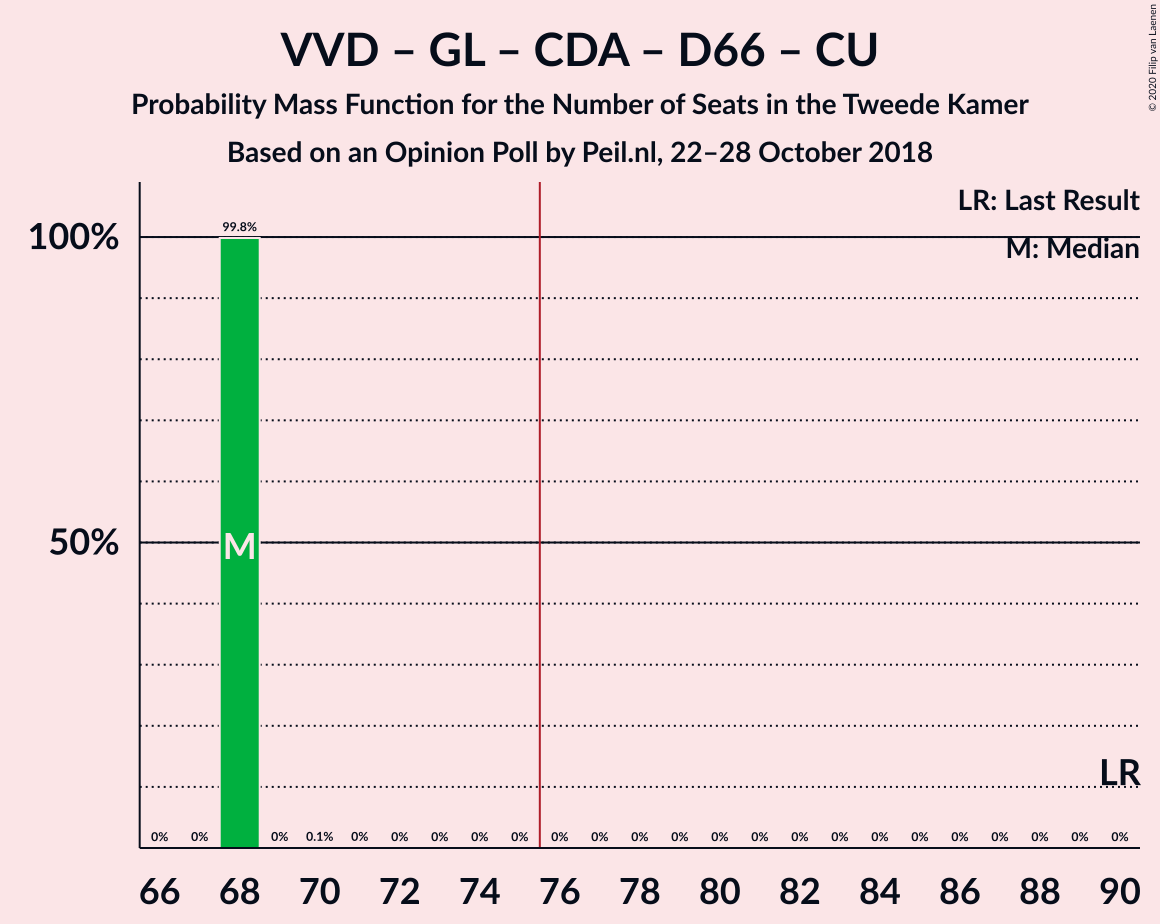 VVD – GL – CDA – D66 – CU
Probability Mass Function for the Number of Seats in the Tweede Kamer
Based on an Opinion Poll by Peil.nl, 22–28 October 2018
© 2020 Filip van Laenen
LR: Last Result
M: Median
100%
50%
99.8%
M
LR
0% 0% 0% 0.1% 0% 0% 0% 0% 0% 0% 0% 0% 0% 0% 0% 0% 0% 0% 0% 0% 0% 0% 0% 0%
66 68 70 72 74 76 78 80 82 84 86 88 90